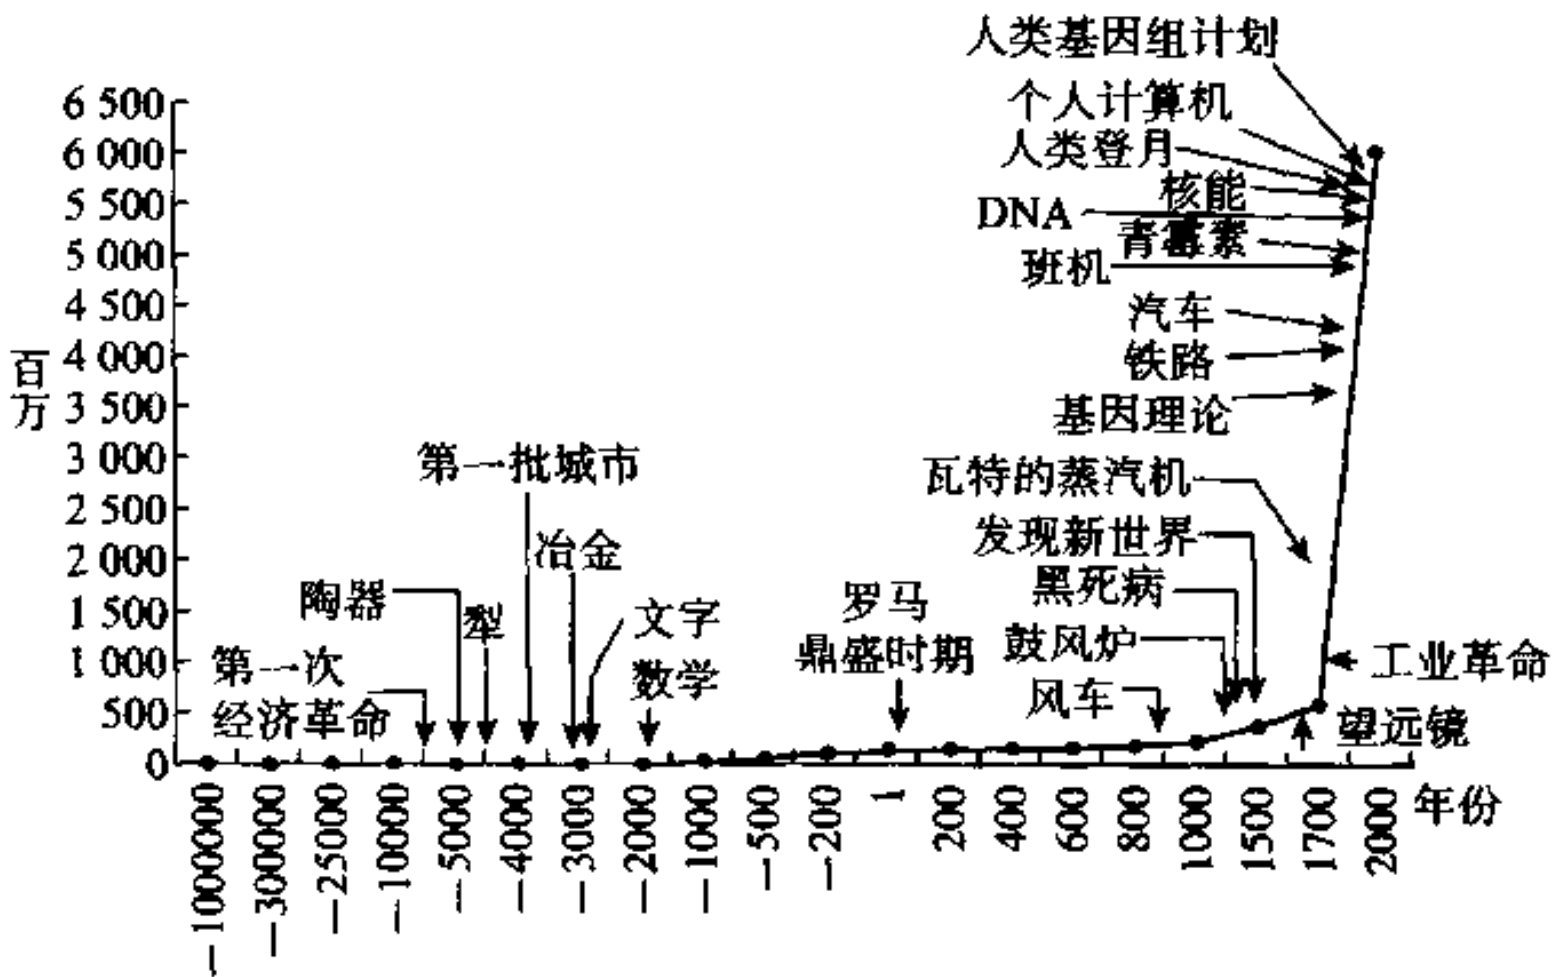 人类基因组计划
个人计算机
人类登月
核能
DNA
青霉素
班机
汽车
铁路
基因理论
瓦特的蒸汽机
发现新世界
黑死病
鼓风炉
风车
工业革命
望远镜
罗马
鼎盛时期
第一批城市
冶金
陶器
犁
文字
数学
第一次
经济革命
百万
6 500
6 000
5 500
5 000
4 500
4 000
3 500
3 000
2 500
2 000
1 500
1 000
500
0
-1000000
-300000
-25000
-10000
-5000
-4000
-3000
-2000
-1000
-500
-200
1
200
400
600
800
1000
1500
1700
2000
年份